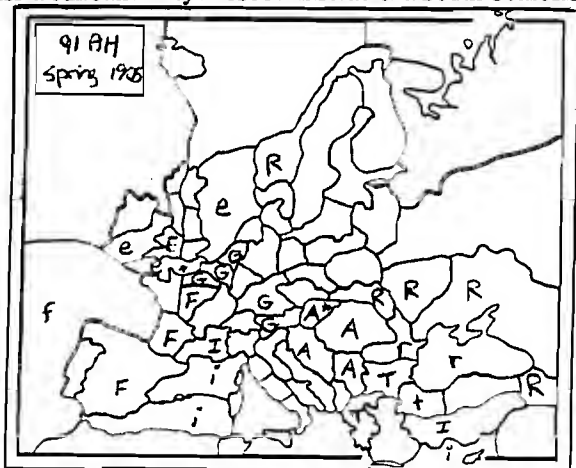 91 AH
Spring 1905
R
e
e E G
e G
G
R R R
F G
f A
G A
F I A
r
i A T
F t R
i I
i